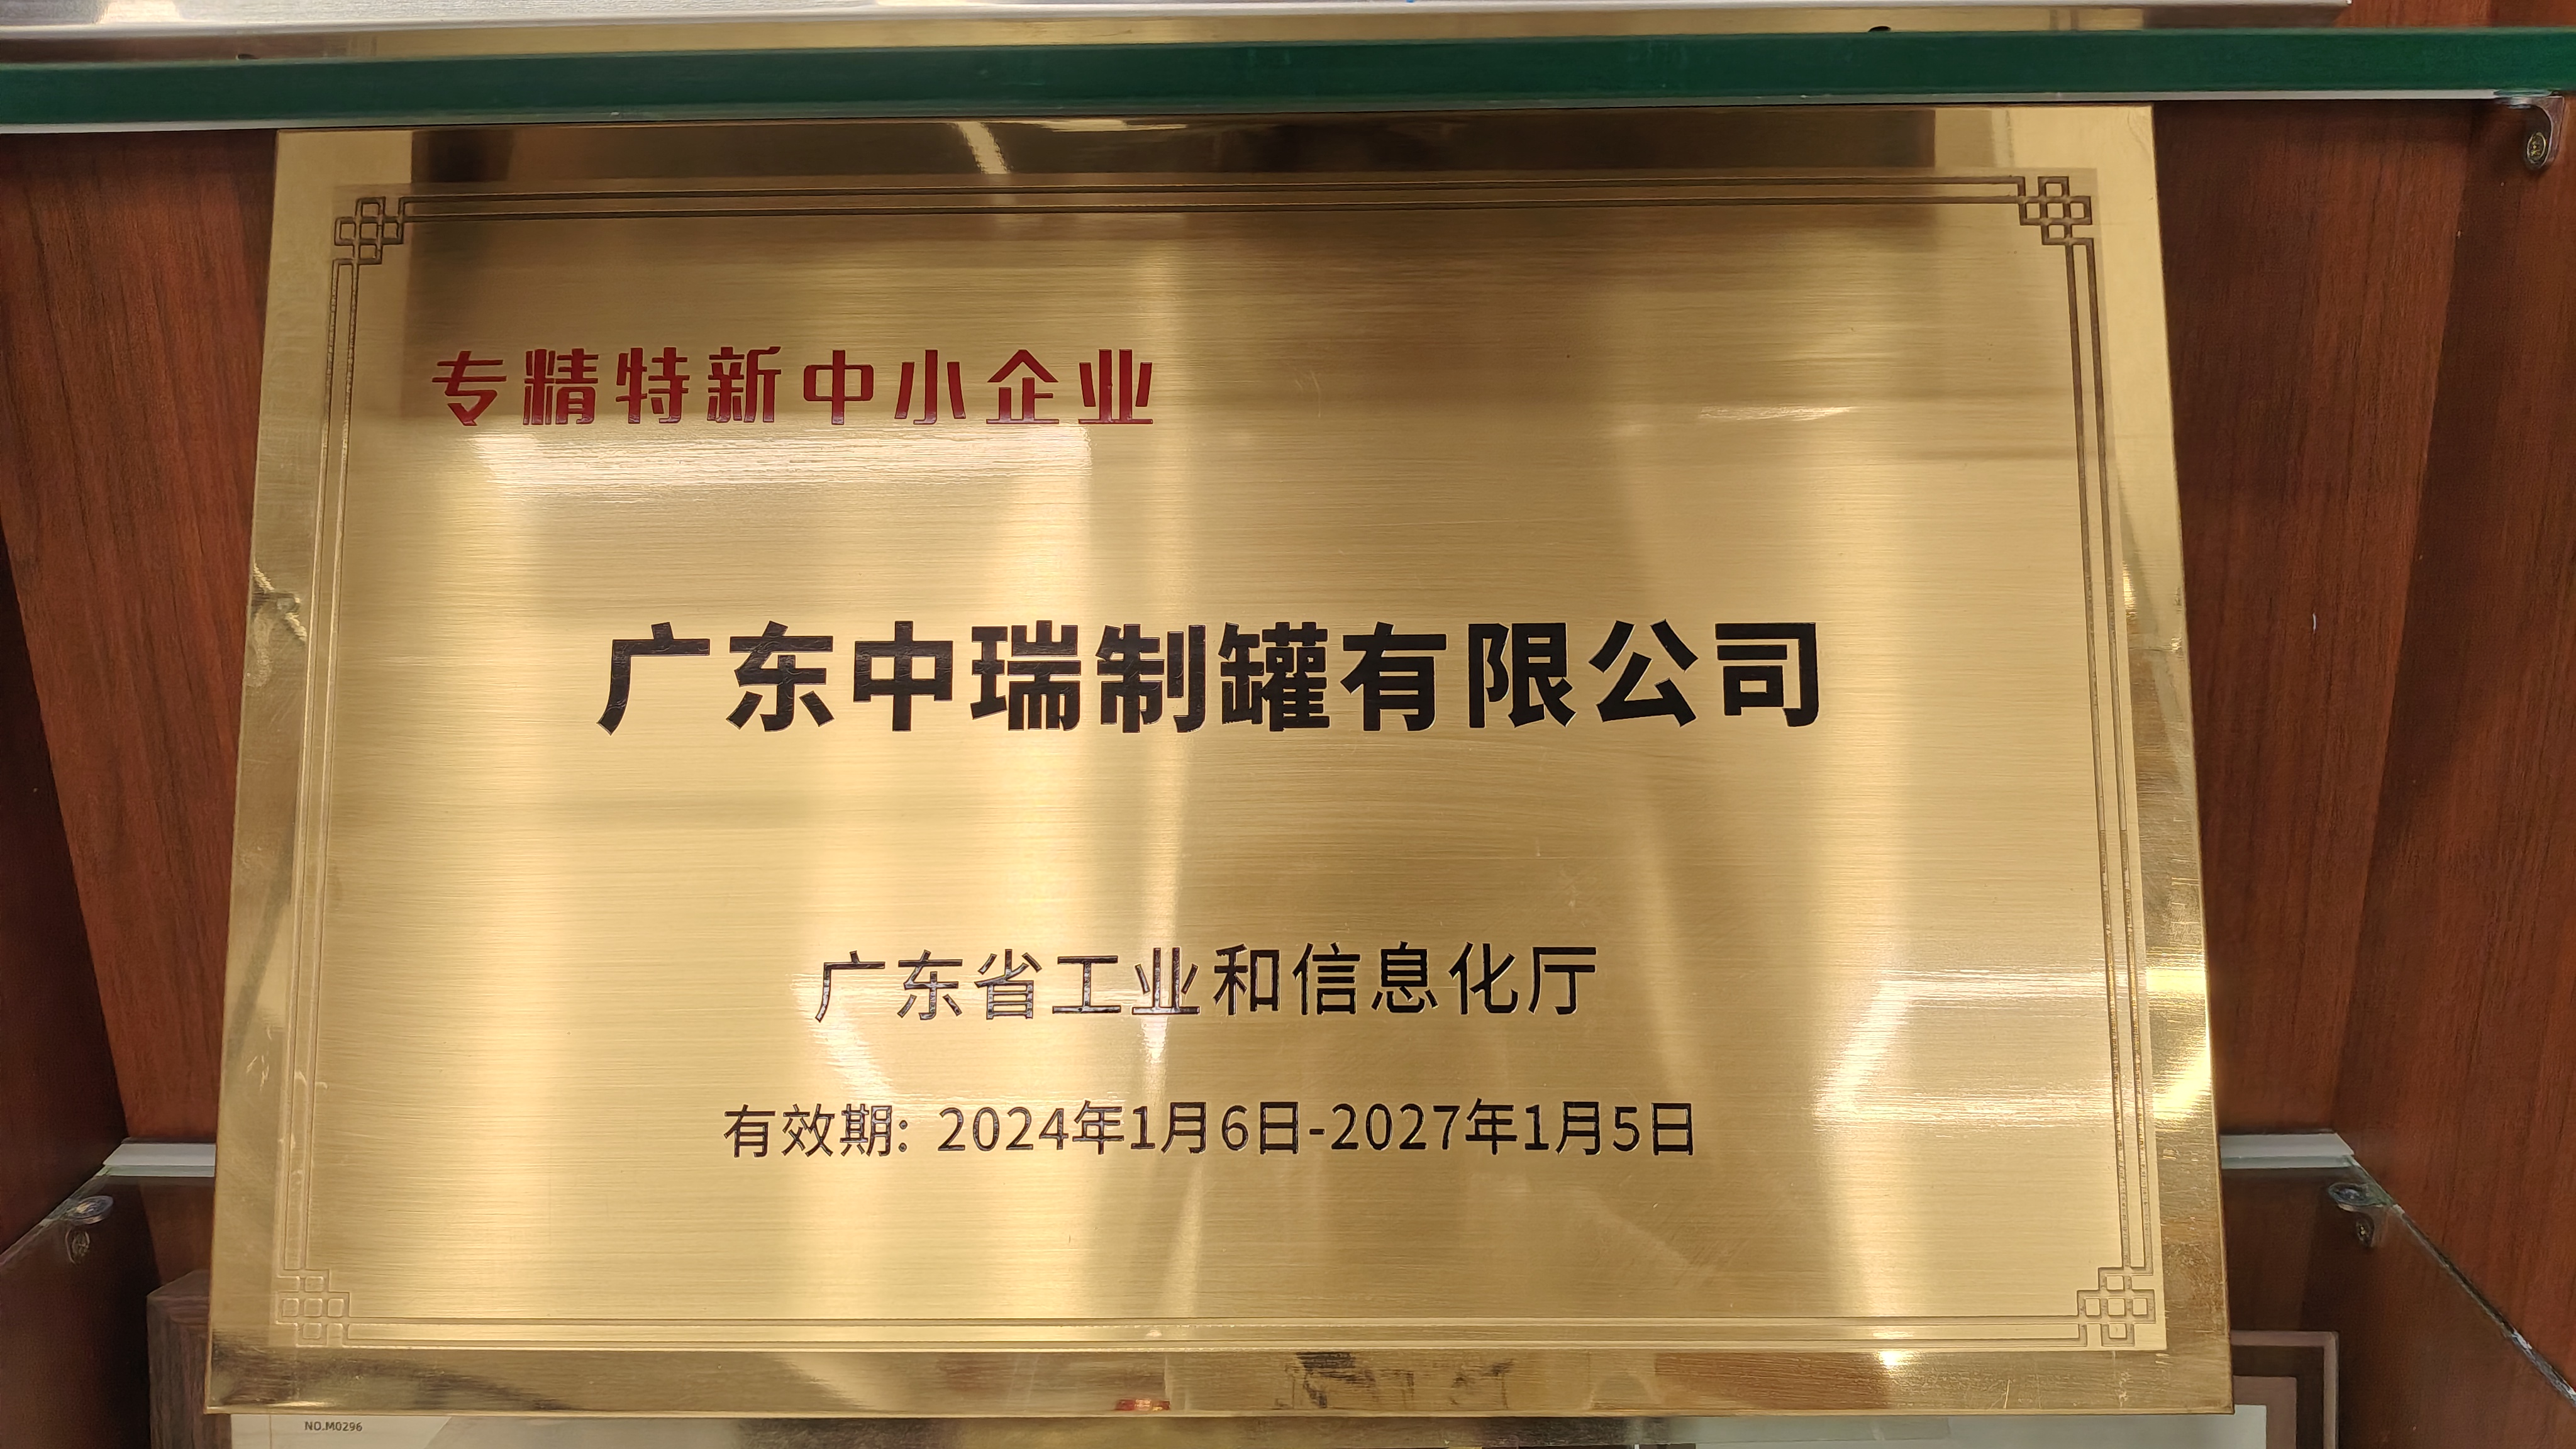 专精特新中小企业
广东中瑞制罐有限公司
广东省工业和信息化厅
有效期: 2024年1月6日-2027年1月5日
NO.M0296